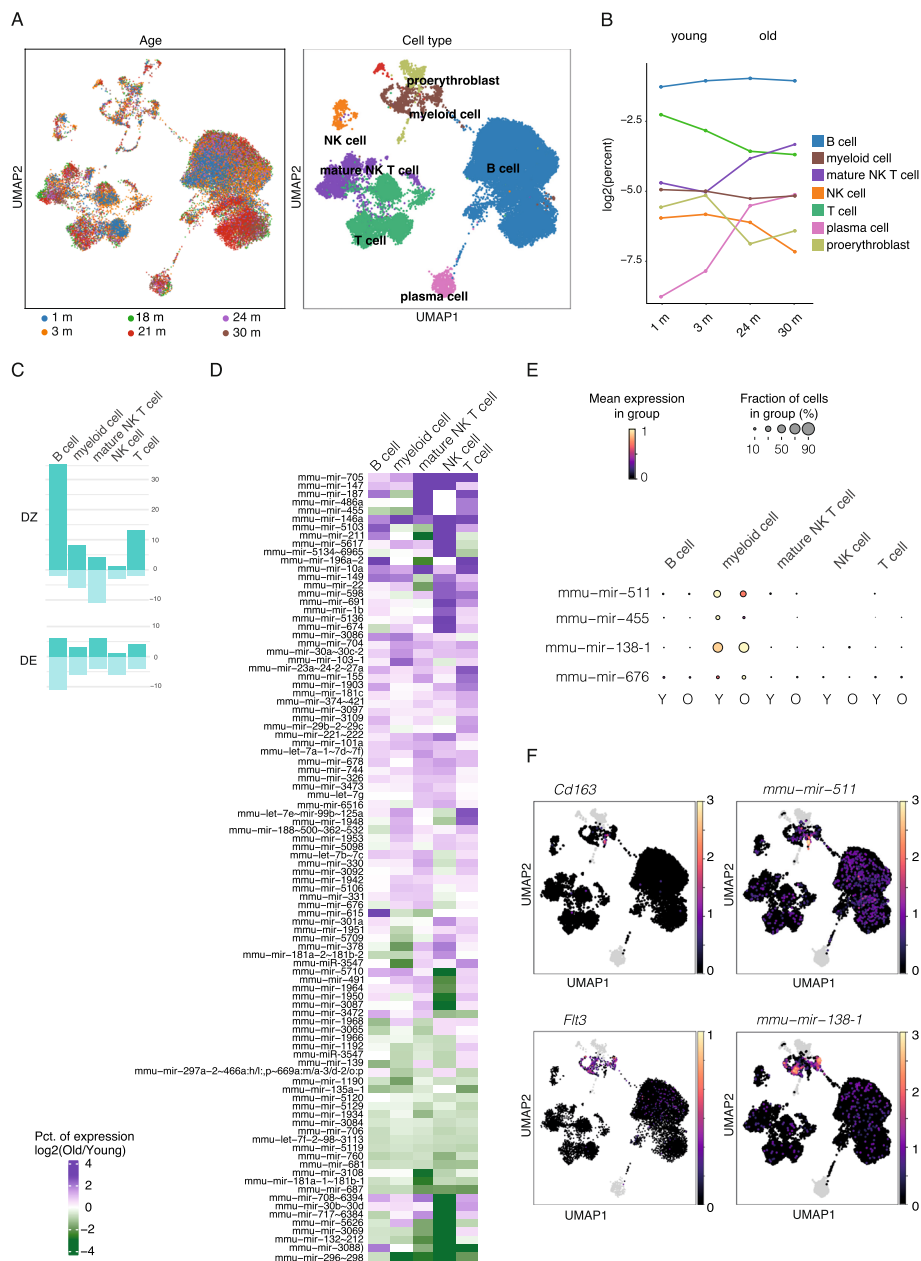 A
Age
Cell type
UMAP2
UMAP2
proerythroblast
myeloid cell
NK cell
mature NK T cell
B cell
T cell
plasma cell
UMAP1
1 m
18 m
24 m
3 m
21 m
30 m
B
young
old
log2(percent)
−2.5
−5.0
−7.5
1 m
3 m
24 m
30 m
B cell
myeloid cell
mature NK T cell
NK cell
T cell
plasma cell
proerythroblast
C
B cell
myeloid cell
mature NK T cell
NK cell
T cell
DZ
30
20
10
0
−10
DE
10
0
−10
D
B cell
myeloid cell
mature NK T cell
NK cell
T cell
mmu−mir−705
mmu−mir−147
mmu−mir−187
mmu−mir−486a
mmu−mir−455
mmu−mir−146a
mmu−mir−5103
mmu−mir−211
mmu−mir−5617
mmu−mir−5134~6965
mmu−mir−196a−2
mmu−mir−10a
mmu−mir−149
mmu−mir−22
mmu−mir−598
mmu−mir−691
mmu−mir−1b
mmu−mir−5136
mmu−mir−674
mmu−mir−3086
mmu−mir−704
mmu−mir−30a~30c−2
mmu−mir−103−1
mmu−mir−23a~24−2~27a
mmu−mir−155
mmu−mir−1903
mmu−mir−181c
mmu−mir−374~421
mmu−mir−3097
mmu−mir−3109
mmu−mir−29b−2~29c
mmu−mir−221~222
mmu−mir−101a
mmu−let−7a−1~7d~7f)
mmu−mir−678
mmu−mir−744
mmu−mir−326
mmu−mir−3473
mmu−let−7g
mmu−mir−6516
mmu−let−7e~mir−99b~125a
mmu−mir−1948
mmu−mir−188~500~362~532
mmu−mir−1953
mmu−mir−5098
mmu−let−7b~7c
mmu−mir−330
mmu−mir−3092
mmu−mir−1942
mmu−mir−5106
mmu−mir−331
mmu−mir−676
mmu−mir−615
mmu−mir−301a
mmu−mir−1951
mmu−mir−5709
mmu−mir−378
mmu−mir−181a−2~181b−2
mmu−miR−3547
mmu−mir−5710
mmu−mir−491
mmu−mir−1964
mmu−mir−1950
mmu−mir−3087
mmu−mir−3472
mmu−mir−1968
mmu−mir−3065
mmu−mir−1966
mmu−mir−1192
mmu−miR−3547
mmu−mir−139
mmu−mir−297a−2~466a:h/l:,p~669a:m/a−3/d−2/o:p
mmu−mir−1190
mmu−mir−135a−1
mmu−mir−5120
mmu−mir−5129
mmu−mir−1934
mmu−mir−3084
mmu−mir−706
mmu−let−7f−2~98~3113
mmu−mir−5119
mmu−mir−760
mmu−mir−681
mmu−mir−3108
mmu−mir−181a−1~181b−1
mmu−mir−687
mmu−mir−708~6394
mmu−mir−30b~30d
mmu−mir−717~6384
mmu−mir−5626
mmu−mir−3069
mmu−mir−132~212
mmu−mir−3088)
mmu−mir−296~298
Pct. of expression
log2(Old/Young)
4
2
0
−2
−4
E
Mean expression
in group
1
0
Fraction of cells
in group (%)
10
50
90
B cell
myeloid cell
mature NK T cell
NK cell
T cell
mmu−mir−511
mmu−mir−455
mmu−mir−138−1
mmu−mir−676
Y O Y O Y O Y O Y O
F
Cd163
UMAP2
UMAP1
3
2
1
0
mmu-mir-511
UMAP2
UMAP1
3
2
1
0
Flt3
UMAP2
UMAP1
1
0
mmu-mir-138-1
UMAP2
UMAP1
3
2
1
0